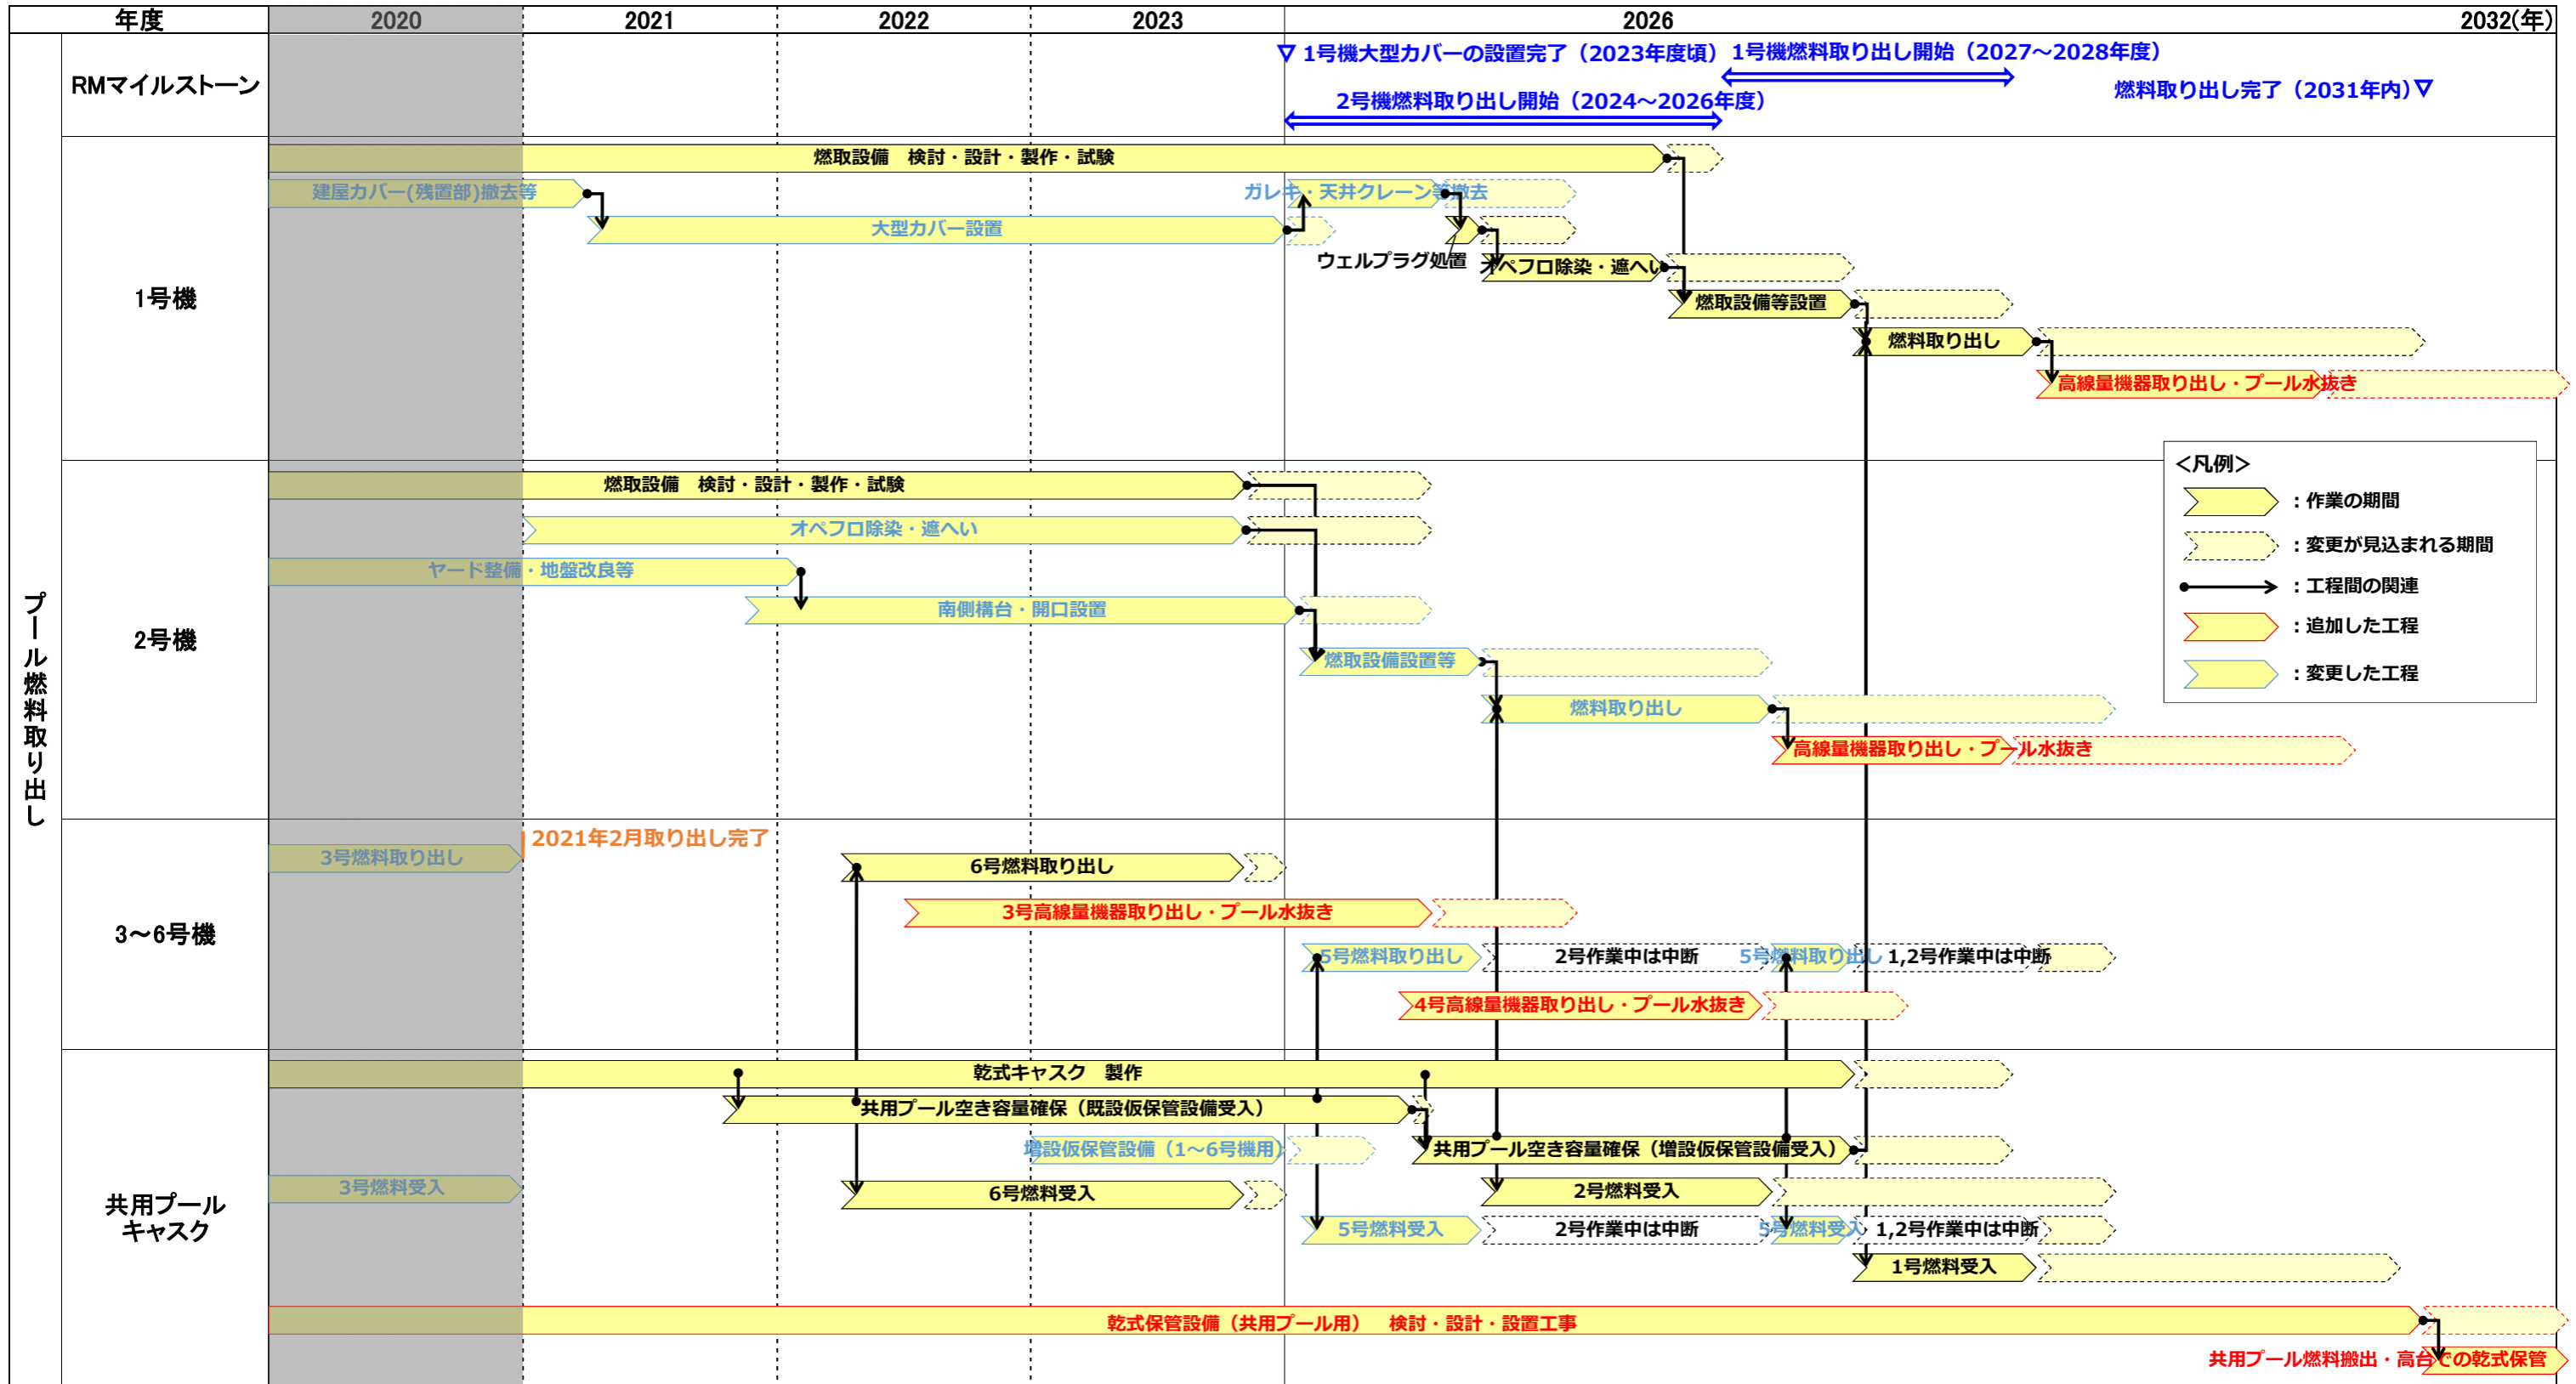 年度
2020
2021
2022
2023
2026
2032(年)
プール燃料取り出し
RMマイルストーン
▽ 1号機大型カバーの設置完了（2023年度頃）
1号機燃料取り出し開始（2027～2028年度）
燃料取り出し完了（2031年内）▽
2号機燃料取り出し開始（2024～2026年度）
1号機
燃取設備　検討・設計・製作・試験
建屋カバー(残置部)撤去等
ガレキ・天井クレーン等撤去
大型カバー設置
ウェルプラグ処置
オペフロ除染・遮へい
燃取設備等設置
燃料取り出し
高線量機器取り出し・プール水抜き
＜凡例＞
：作業の期間
：変更が見込まれる期間
：工程間の関連
：追加した工程
：変更した工程
2号機
燃取設備　検討・設計・製作・試験
オペフロ除染・遮へい
ヤード整備・地盤改良等
南側構台・開口設置
燃取設備設置等
燃料取り出し
高線量機器取り出し・プール水抜き
3～6号機
2021年2月取り出し完了
3号燃料取り出し
6号燃料取り出し
3号高線量機器取り出し・プール水抜き
5号燃料取り出し
2号作業中は中断
5号燃料取り出し
1,2号作業中は中断
4号高線量機器取り出し・プール水抜き
共用プール
キャスク
乾式キャスク　製作
共用プール空き容量確保（既設仮保管設備受入）
増設仮保管設備（1～6号機用）
共用プール空き容量確保（増設仮保管設備受入）
3号燃料受入
6号燃料受入
2号燃料受入
5号燃料受入
2号作業中は中断
5号燃料受入
1,2号作業中は中断
1号燃料受入
乾式保管設備（共用プール用）　検討・設計・設置工事
共用プール燃料搬出・高台での乾式保管